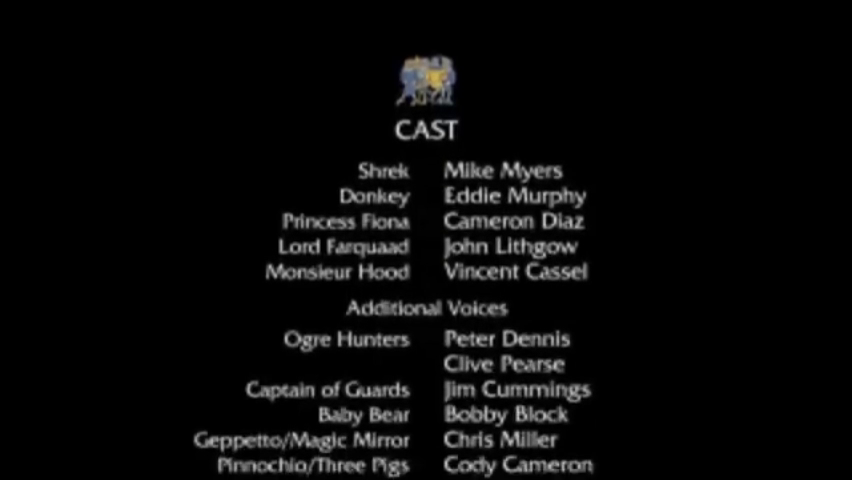 CAST
Shrek Mike Myers
Donkey Eddie Murphy
Princess Fiona Cameron Diaz
Lord Farquaad John Lithgow
Monsieur Hood Vincent Cassel
Additional Voices
Ogre Hunters Peter Dennis
Clive Pearse
Captain of Guards Jim Cummings
Baby Bear Bobby Block
Geppetto/Magic Mirror Chris Miller
Pinnochio/Three Pigs Cody Cameron